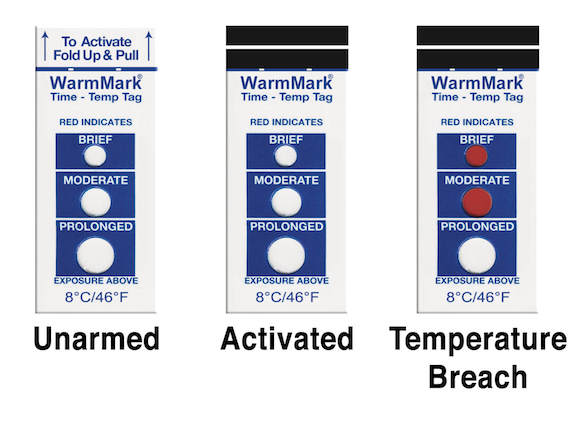 To Activate
Fold Up & Pull
WarmMark®
Time - Temp Tag
RED INDICATES
BRIEF
MODERATE
PROLONGED
EXPOSURE ABOVE
8°C/46°F
Unarmed
WarmMark®
Time - Temp Tag
RED INDICATES
BRIEF
MODERATE
PROLONGED
EXPOSURE ABOVE
8°C/46°F
Activated
WarmMark®
Time - Temp Tag
RED INDICATES
BRIEF
MODERATE
PROLONGED
EXPOSURE ABOVE
8°C/46°F
Temperature
Breach